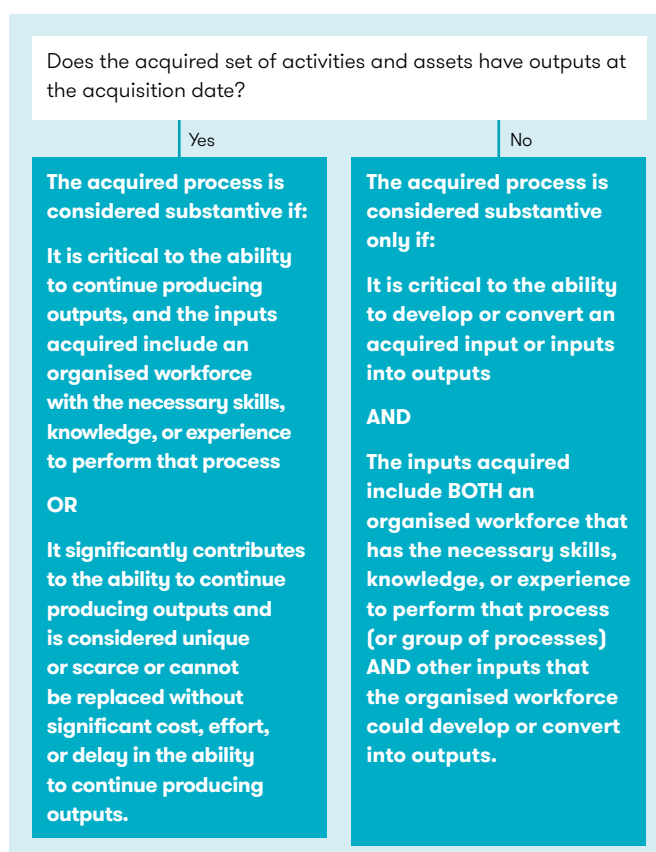 Does the acquired set of activities and assets have outputs at
the acquisition date?
Yes
The acquired process is
considered substantive if:
It is critical to the ability
to continue producing
outputs, and the inputs
acquired include an
organised workforce
with the necessary skills,
knowledge, or experience
to perform that process
OR
It significantly contributes
to the ability to continue
producing outputs and
is considered unique
or scarce or cannot
be replaced without
significant cost, effort,
or delay in the ability
to continue producing
outputs.
No
The acquired process is
considered substantive
only if:
It is critical to the ability
to develop or convert an
acquired input or inputs
into outputs
AND
The inputs acquired
include BOTH an
organised workforce that
has the necessary skills,
knowledge, or experience
to perform that process
(or group of processes)
AND other inputs that
the organised workforce
could develop or convert
into outputs.